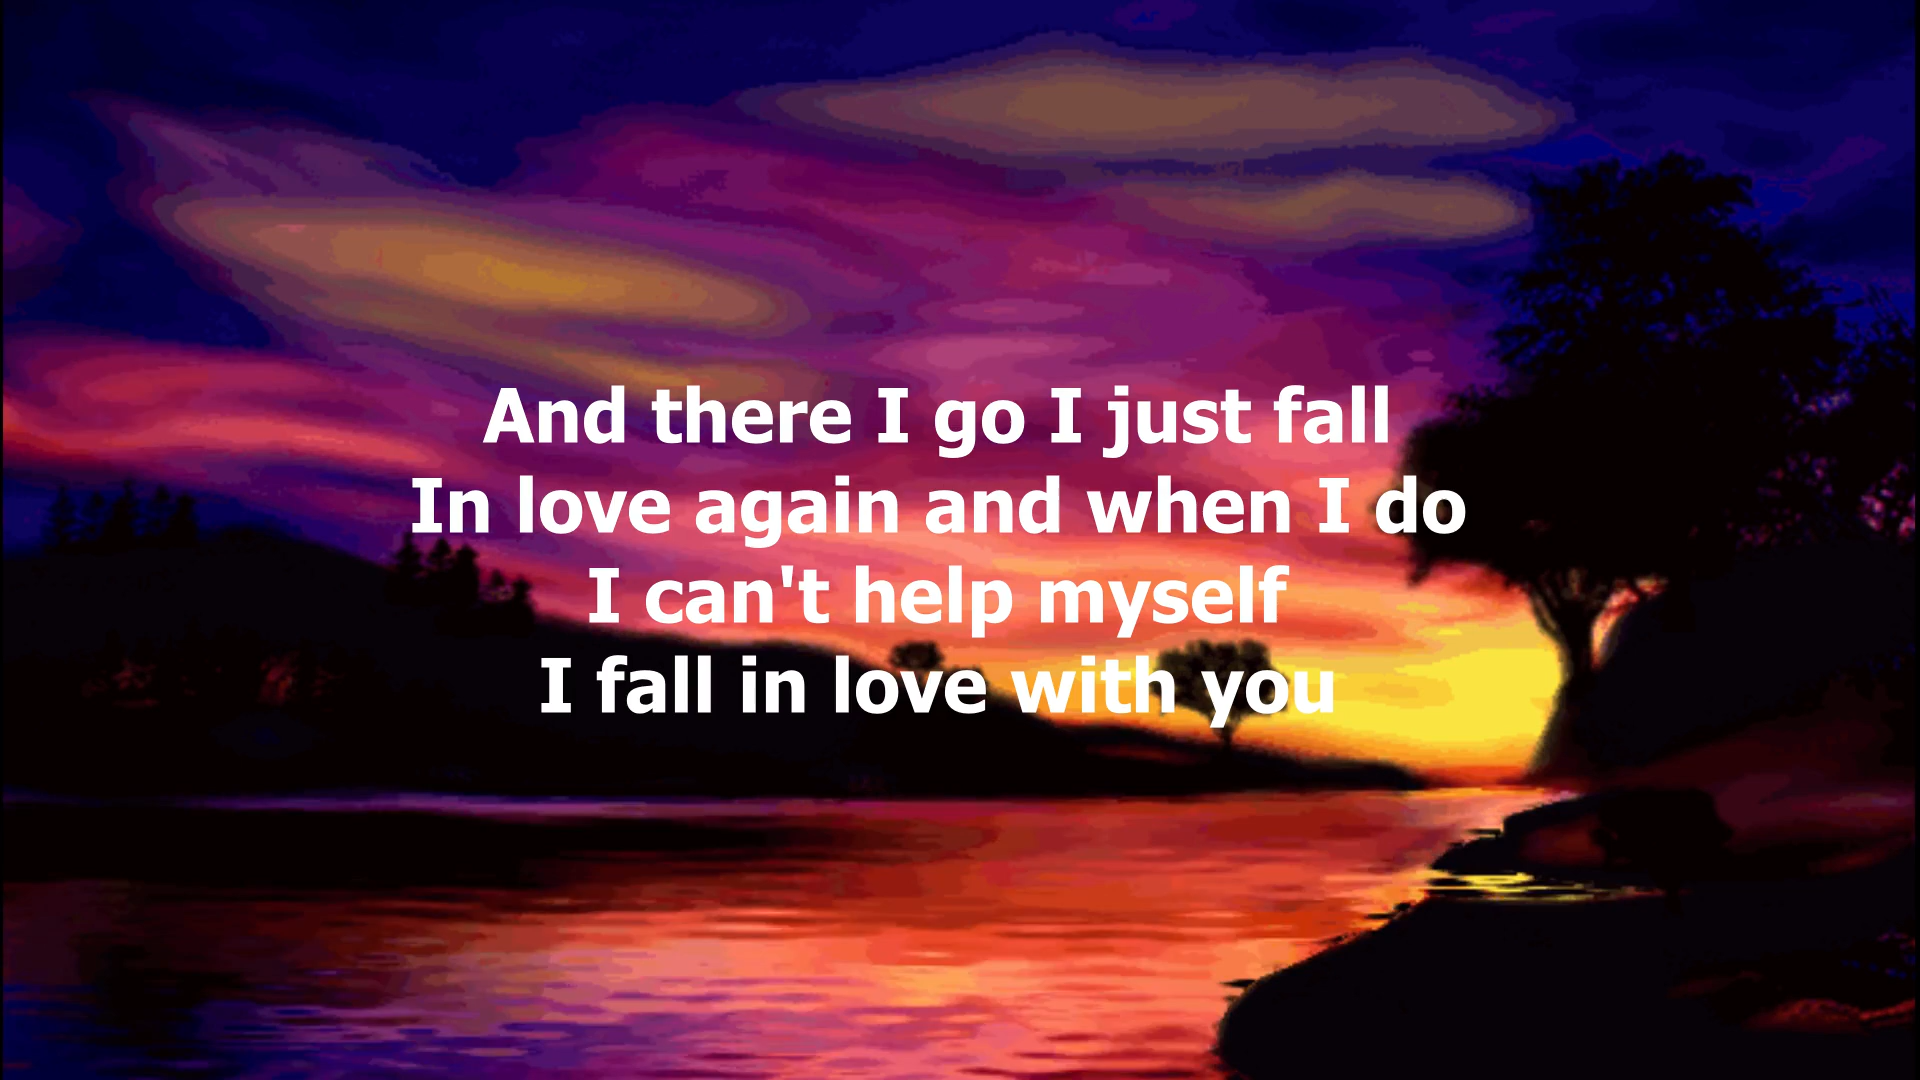 And there I go I just fall
In love again and when I do
I can't help myself
I fall in love with you